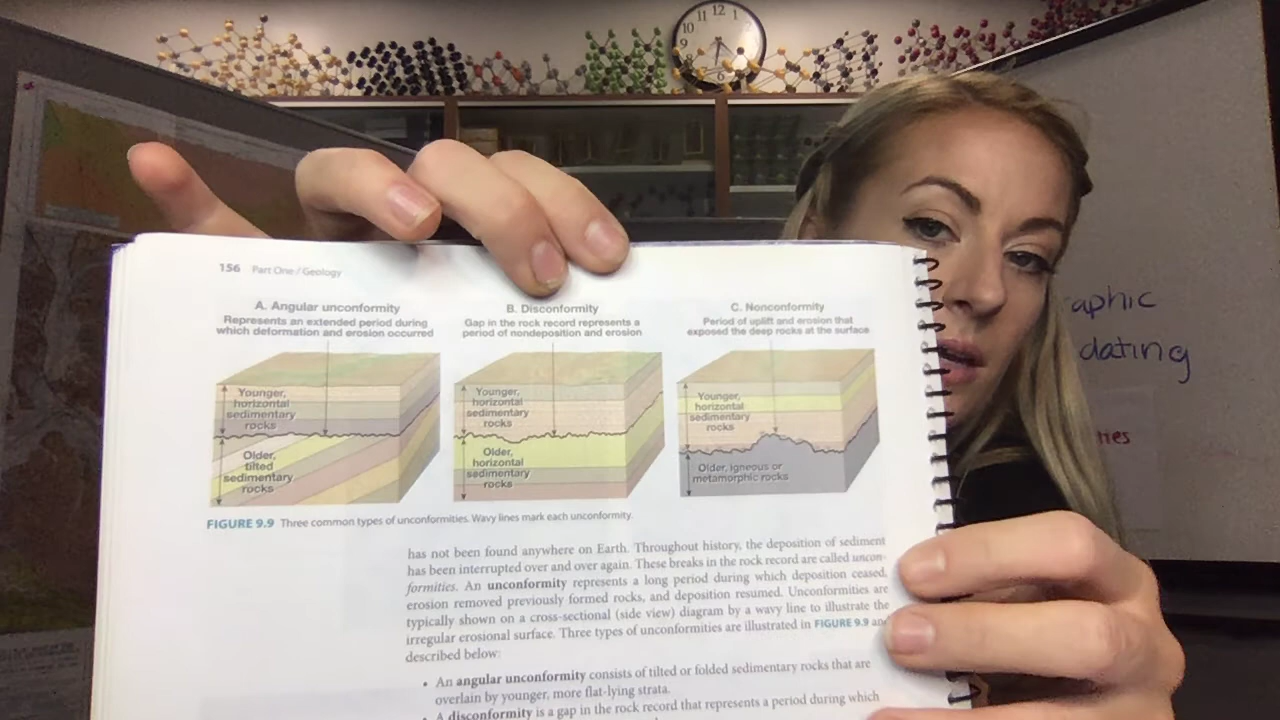 156 Part One / Geology
A. Angular unconformity
Represents an extended period during
which deformation and erosion occurred
Younger,
horizontal
sedimentary
rocks
Older,
tilted
sedimentary
rocks
B. Disconformity
Gap in the rock record represents a
period of nondeposition and erosion
Younger,
horizontal
sedimentary
rocks
Older,
horizontal
sedimentary
rocks
C. Nonconformity
Period of uplift and erosion that
exposed the deep rocks at the surface
Younger,
horizontal
sedimentary
rocks
Older, igneous or
metamorphic rocks
FIGURE 9.9 Three common types of unconformities. Wavy lines mark each unconformity.
has not been found anywhere on Earth. Throughout history, the deposition of sediment
has been interrupted over and over again. These breaks in the rock record are called uncon-
formities. An unconformity represents a long period during which deposition ceased,
erosion removed previously formed rocks, and deposition resumed. Unconformities are
typically shown on a cross-sectional (side view) diagram by a wavy line to illustrate the
irregular erosional surface. Three types of unconformities are illustrated in FIGURE 9.9 and
described below:
• An angular unconformity consists of tilted or folded sedimentary rocks that are
overlain by younger, more flat-lying strata.
• A disconformity is a gap in the rock record that represents a period during which
aphic
dating
ties
12
1
11
10
9
8
6